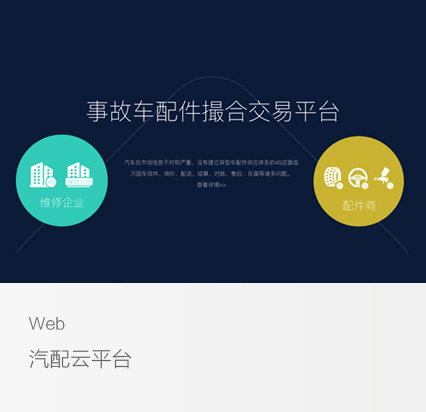 事故车配件撮合交易平台
汽车后市场信息不对称严重，没有建立异型车配件供应体系的4S店面临
万国车找件、询价、配送、结算、对账、售后、反腐等诸多问题。
查看详情>>
维修企业
配件商
Web
汽配云平台